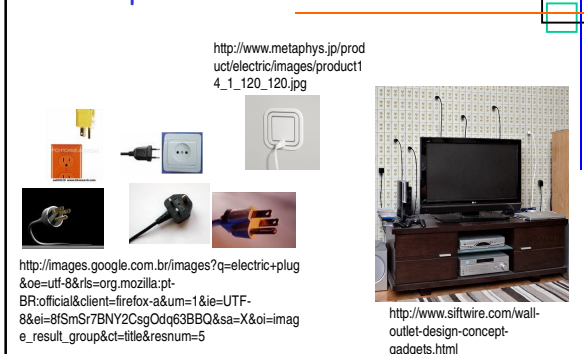 http://www.metaphys.jp/prod
uct/electric/images/product1
4_1_120_120.jpg
http://images.google.com.br/images?q=electric+plug
&oe=utf-8&rls=org.mozilla:pt-
BR:official&client=firefox-a&um=1&ie=UTF-
8&ei=8fSmSr7BNY2CsgOdq63BBQ&sa=X&oi=imag
e_result_group&ct=title&resnum=5
http://www.siftwire.com/wall-
outlet-design-concept-
gadgets.html